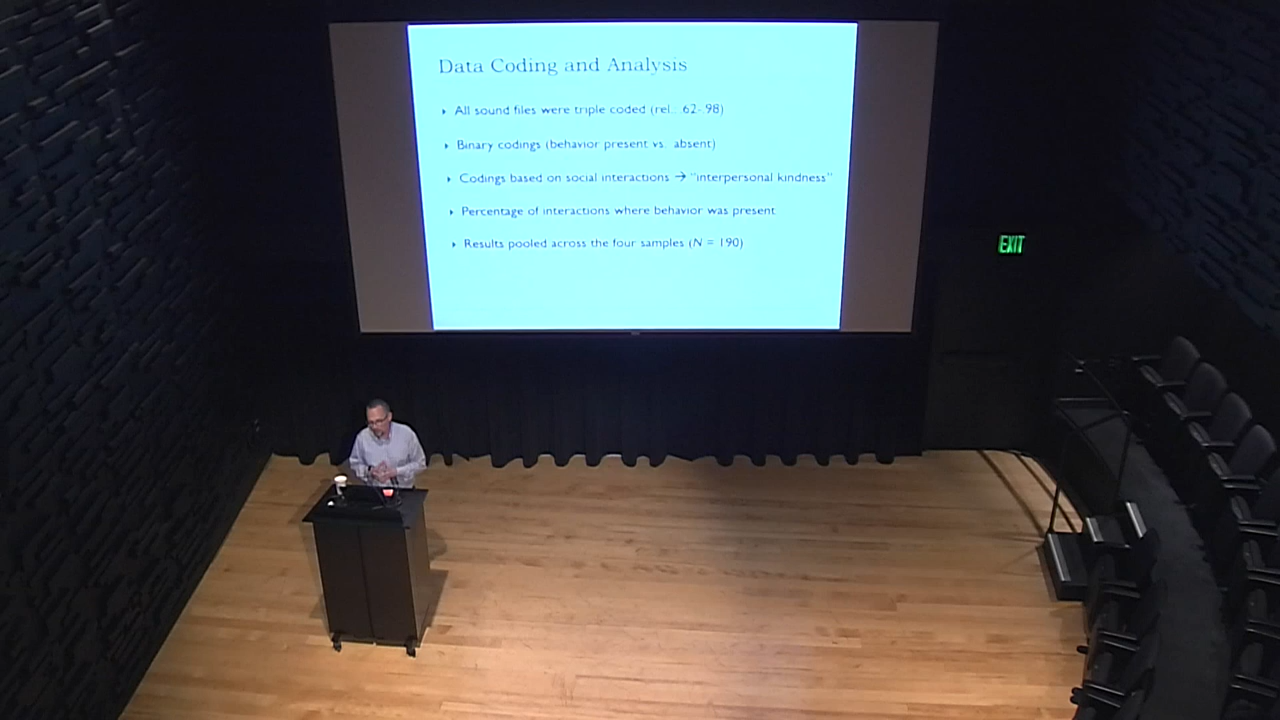 Data Coding and Analysis
All sound files were triple coded (rel. .62-.98)
Binary codings (behavior present vs. absent)
Codings based on social interactions → "interpersonal kindness"
Percentage of interactions where behavior was present
Results pooled across the four samples (N = 190)
EXIT